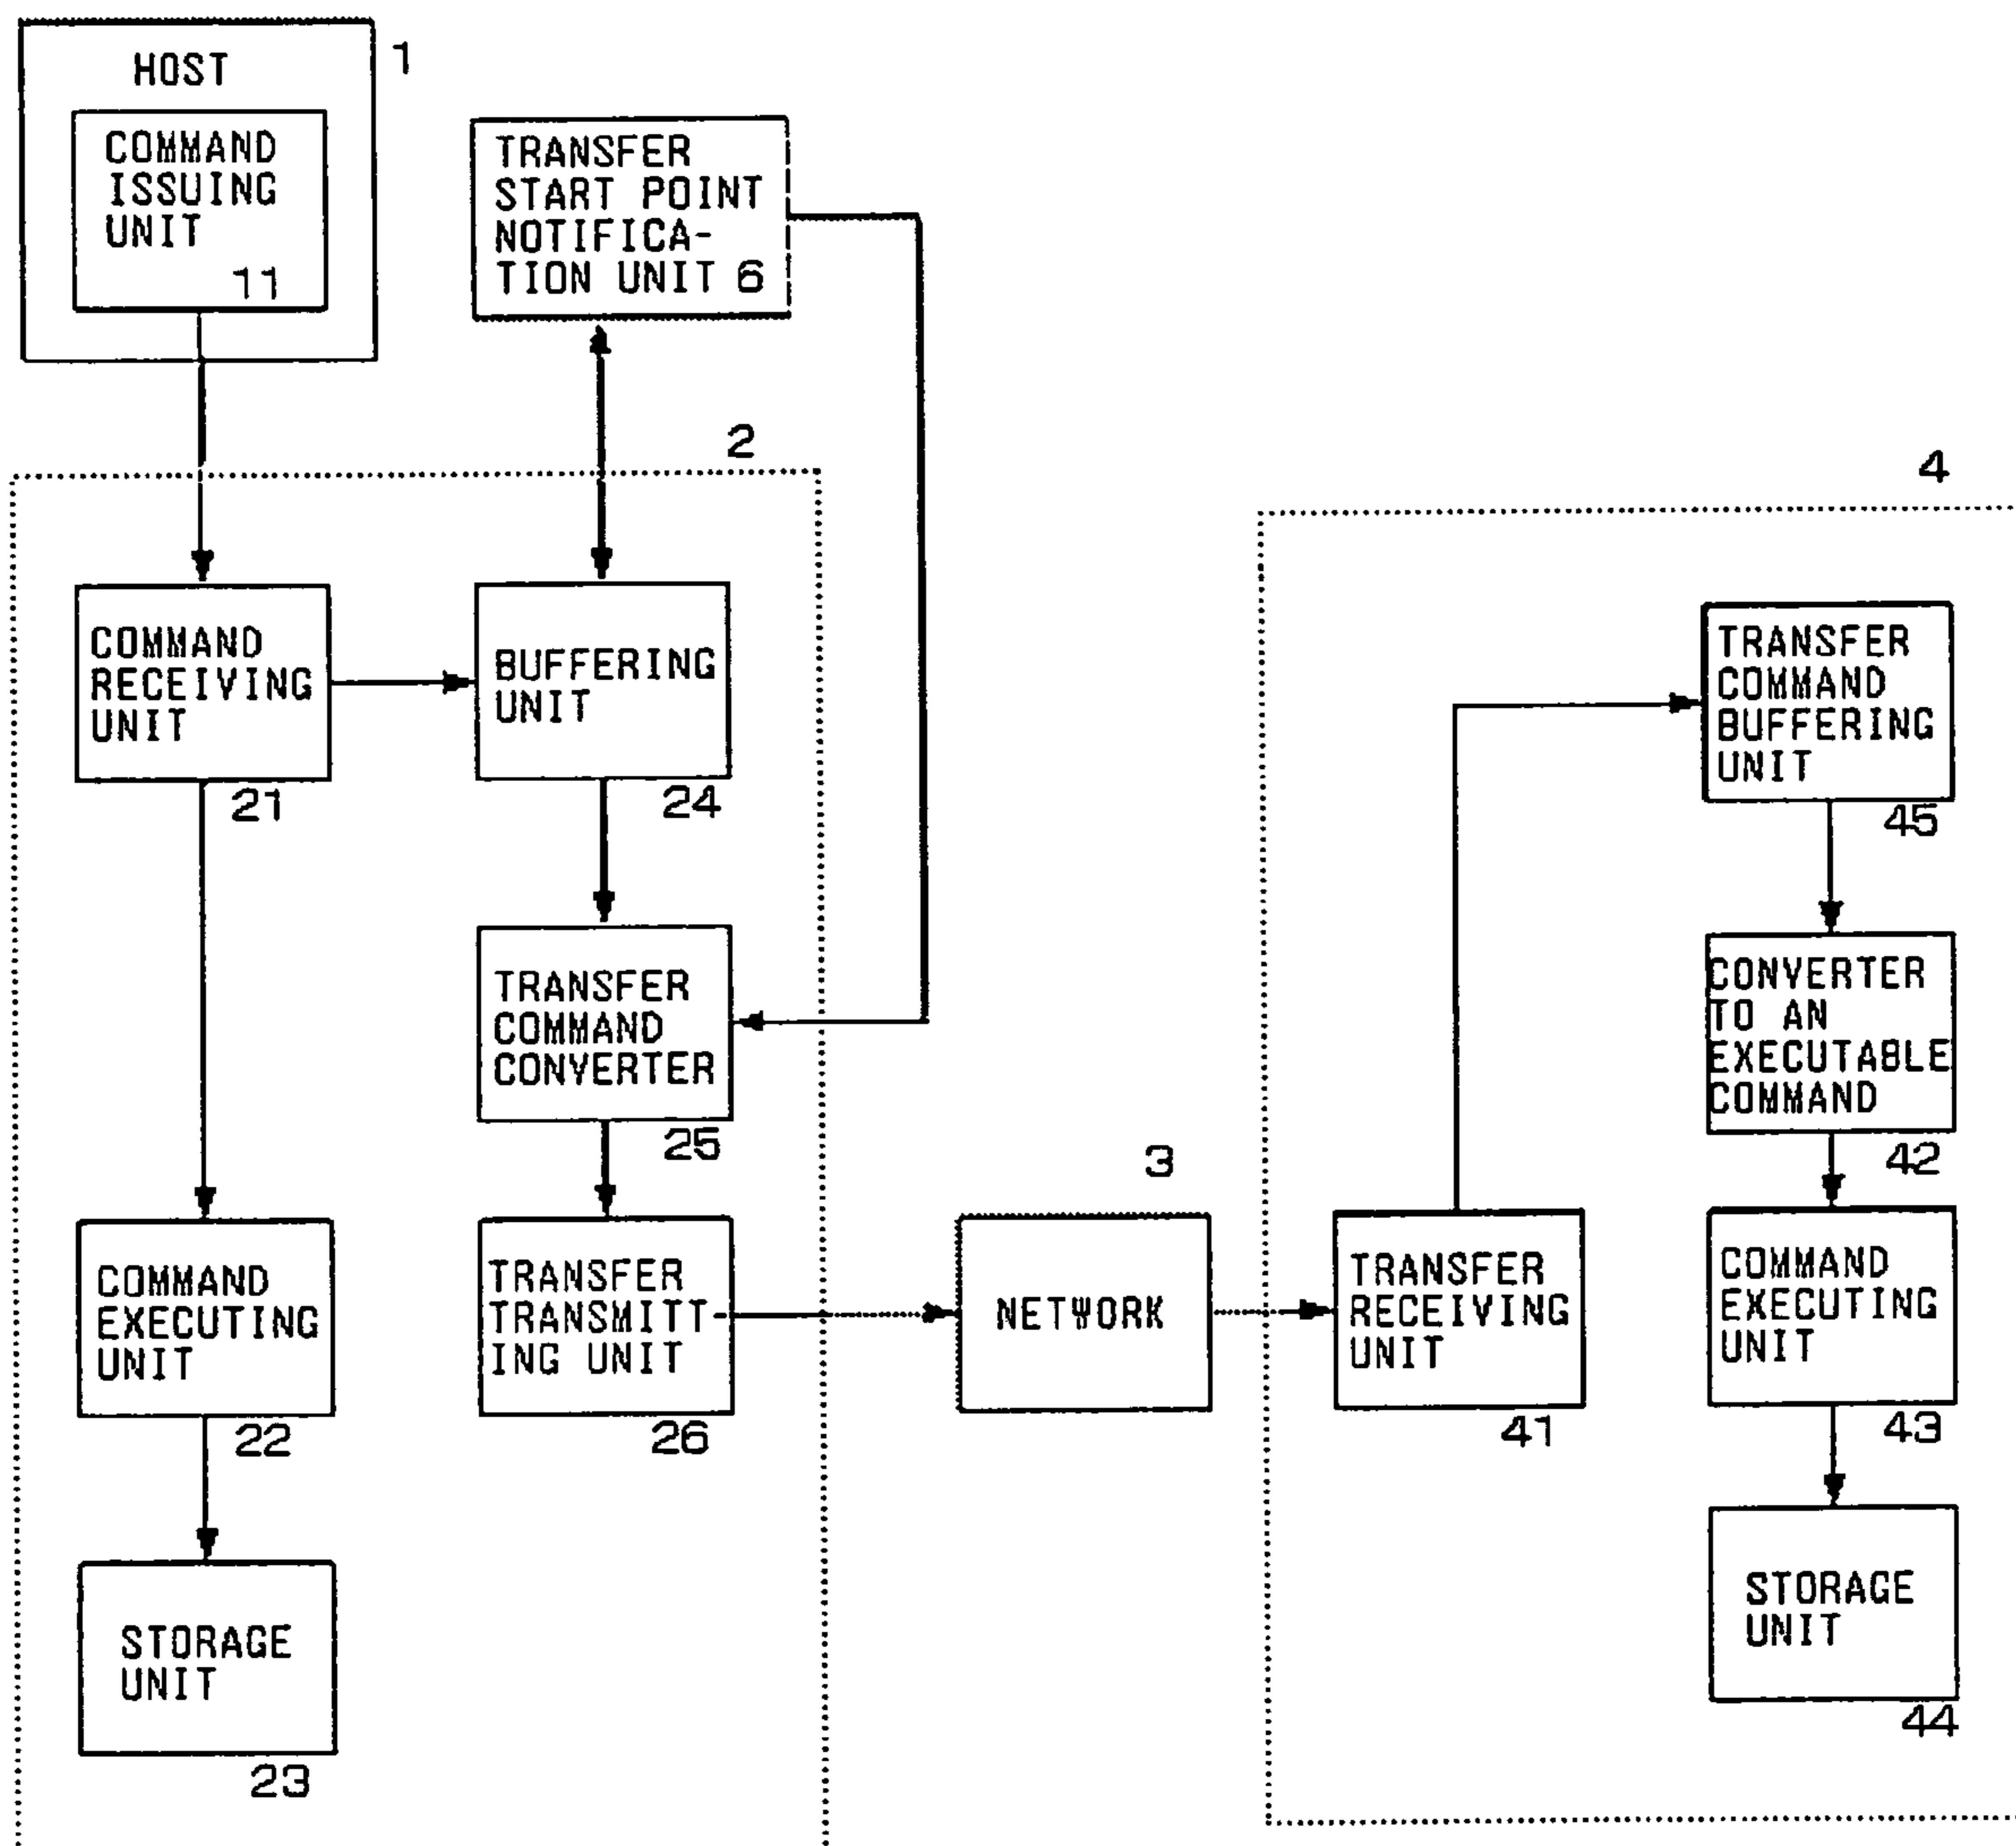 HOST
1
COMMAND
ISSUING
UNIT
11
TRANSFER
START POINT
NOTIFICA-
TION UNIT 6
2
4
COMMAND
RECEIVING
UNIT
21
BUFFERING
UNIT
24
TRANSFER
COMMAND
CONVERTER
25
COMMAND
EXECUTING
UNIT
22
TRANSFER
TRANSMITT-
ING UNIT
26
STORAGE
UNIT
23
3
NETWORK
TRANSFER
RECEIVING
UNIT
41
TRANSFER
COMMAND
BUFFERING
UNIT
45
CONVERTER
TO AN
EXECUTABLE
COMMAND
42
COMMAND
EXECUTING
UNIT
43
STORAGE
UNIT
44